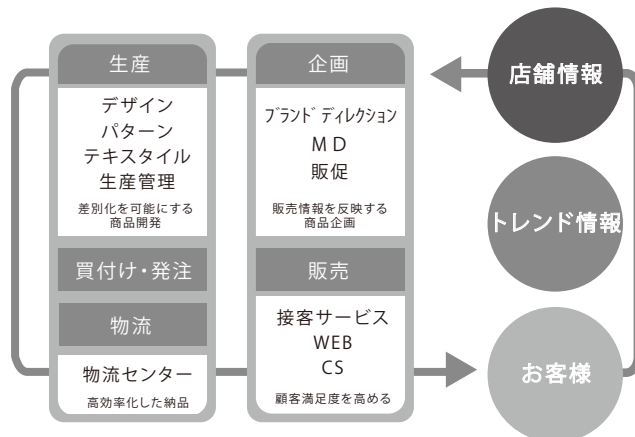 生産
デザイン
パターン
テキスタイル
生産管理
差別化を可能にする
商品開発
買付け・発注
物流
物流センター
高効率化した納品
企画
ブランドディレクション
MD
販促
販売情報を反映する
商品企画
販売
接客サービス
WEB
CS
顧客満足度を高める
店舗情報
トレンド情報
お客様